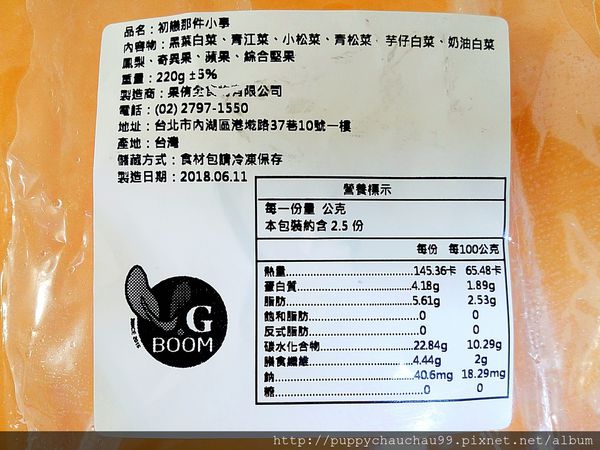 品名：初戀那件小事
內容物：黑葉白菜、青江菜、小松菜、青松菜、芋仔白菜、奶油白菜
鳳梨、奇異果、蘋果、綜合堅果
重量：220g ±5%
製造商：果 有限公司
電話：(02) 2797-1550
地址：台北市內湖區港墘路37巷10號一樓
產地：台灣
儲藏方式：食材包請冷凍保存
製造日期：2018.06.11
營養標示
每一份量 公克
本包裝約含 2.5 份
每份 每100公克
熱量 145.36卡 65.48卡
蛋白質 4.18g 1.89g
脂肪 5.61g 2.53g
飽和脂肪 0 0
反式脂肪 0 0
碳水化合物 22.84g 10.29g
膳食纖維 4.44g 2g
鈉 40.6mg 18.29mg
糖 0 0
G
BOOM
SINCE 2015
http://puppychauchau99.pixnet.net/album